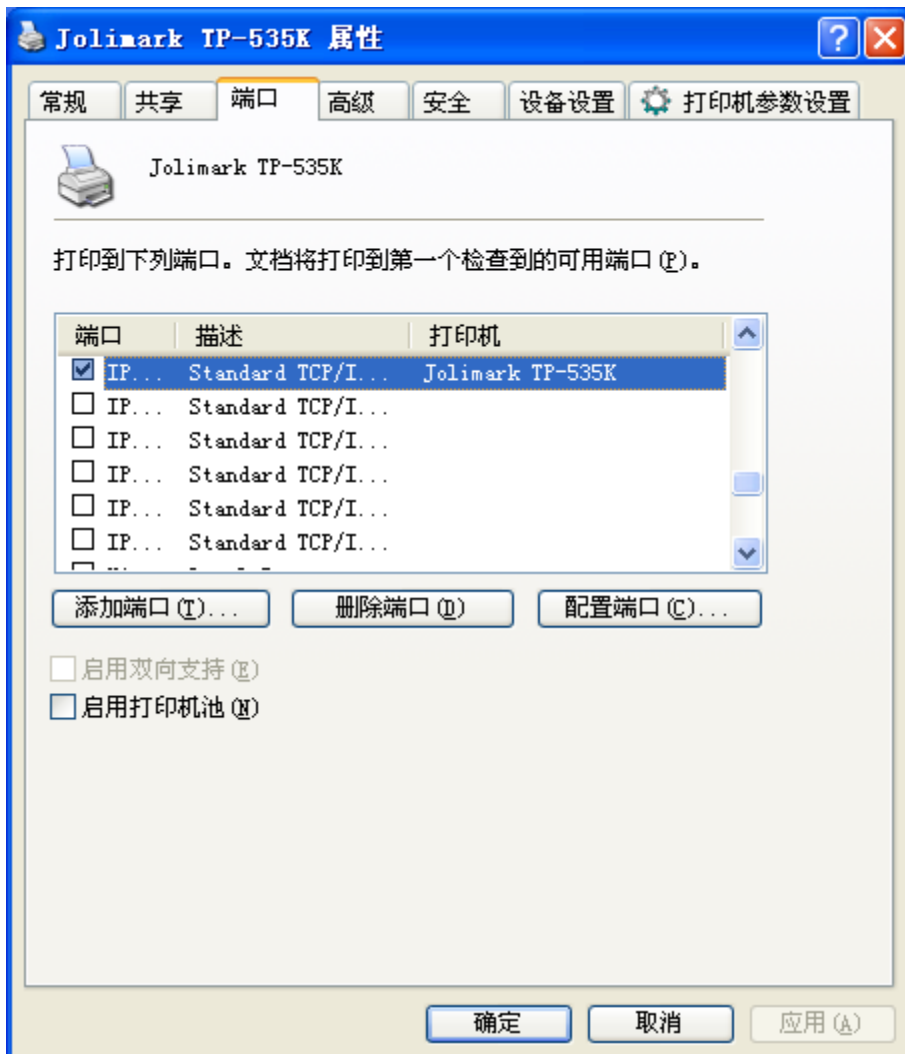 Jolimark TP-535K 属性
常规 共享 端口 高级 安全 设备设置 打印机参数设置
Jolimark TP-535K
打印到下列端口。文档将打印到第一个检查到的可用端口(P)。
端口 描述 打印机
IP... Standard TCP/I... Jolimark TP-535K
IP... Standard TCP/I...
IP... Standard TCP/I...
IP... Standard TCP/I...
IP... Standard TCP/I...
IP... Standard TCP/I...
添加端口(T)... 删除端口(D) 配置端口(C)...
启用双向支持(E)
启用打印机池(N)
确定 取消 应用(A)